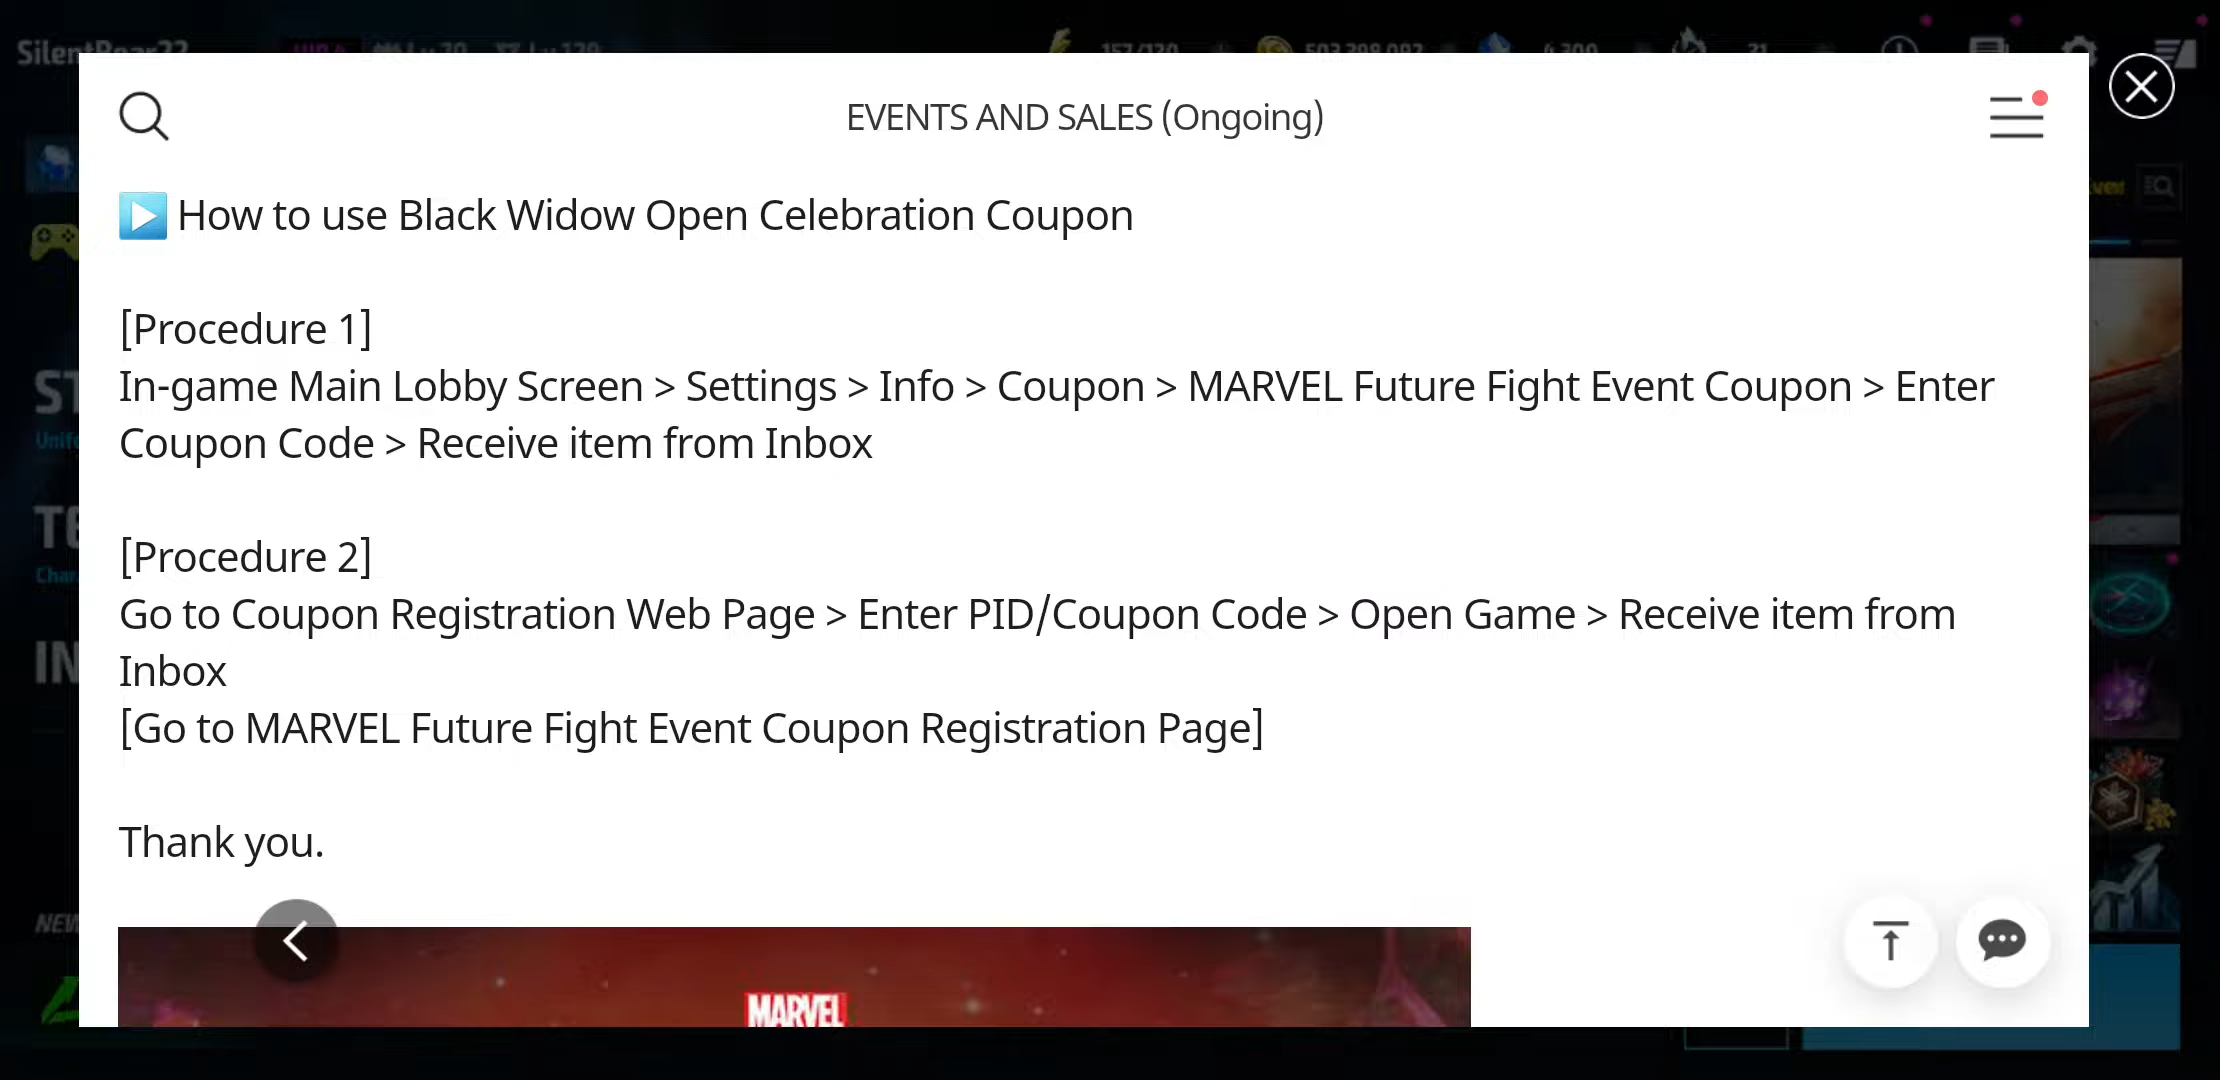 EVENTS AND SALES (Ongoing)
How to use Black Widow Open Celebration Coupon
[Procedure 1]
In-game Main Lobby Screen > Settings > Info > Coupon > MARVEL Future Fight Event Coupon > Enter
Coupon Code > Receive item from Inbox
[Procedure 2]
Go to Coupon Registration Web Page > Enter PID/Coupon Code > Open Game > Receive item from
Inbox
[Go to MARVEL Future Fight Event Coupon Registration Page]
Thank you.
MARVEL